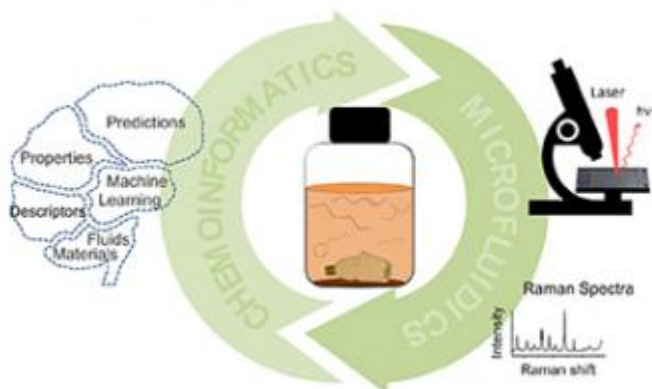 Predictions
Properties
Machine
Learning
Descriptors
Fluids
Materials
CHEMOINFORMATICS
MICROFLUIDICS
Laser
hν
Raman Spectra
Intensity
Raman shift